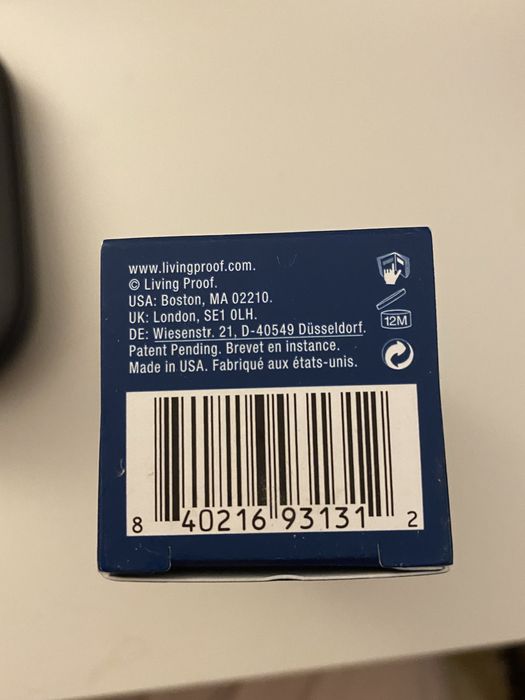 www.livingproof.com.
© Living Proof.
USA: Boston, MA 02210.
UK: London, SE1 0LH.
DE: Wiesenstr. 21, D-40549 Düsseldorf.
Patent Pending. Brevet en instance.
Made in USA. Fabriqué aux états-unis.
12M
8 40216 93131 2